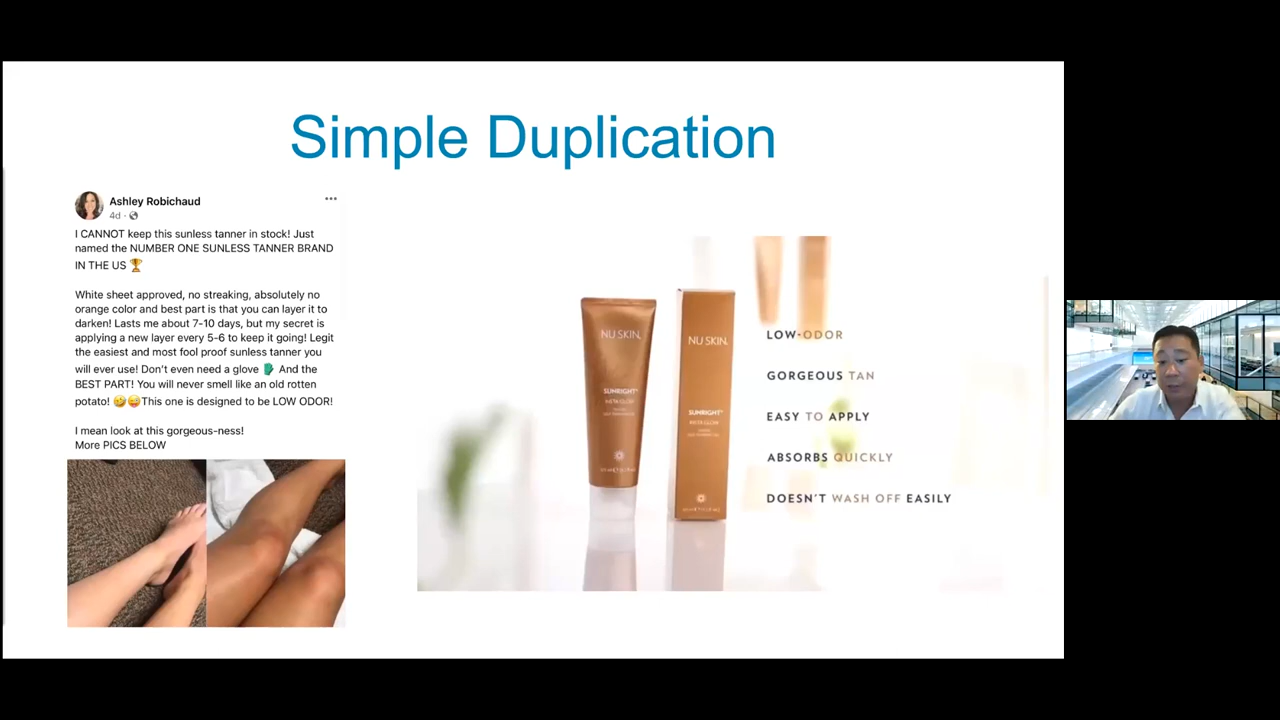 Simple Duplication
Ashley Robichaud
4d ·
I CANNOT keep this sunless tanner in stock! Just
named the NUMBER ONE SUNLESS TANNER BRAND
IN THE US 🏆
White sheet approved, no streaking, absolutely no
orange color and best part is that you can layer it to
darken! Lasts me about 7-10 days, but my secret is
applying a new layer every 5-6 to keep it going! Legit
the easiest and most fool proof sunless tanner you
will ever use! Don't even need a glove And the
BEST PART! You will never smell like an old rotten
potato! 🤣😜This one is designed to be LOW ODOR!
I mean look at this gorgeous-ness!
More PICS BELOW
NU SKIN.
SUNRIGHT®
INSTA GLOW
NU SKIN.
SUNRIGHT®
INSTA GLOW
LOW-ODOR
GORGEOUS TAN
EASY TO APPLY
ABSORBS QUICKLY
DOESN'T WASH OFF EASILY